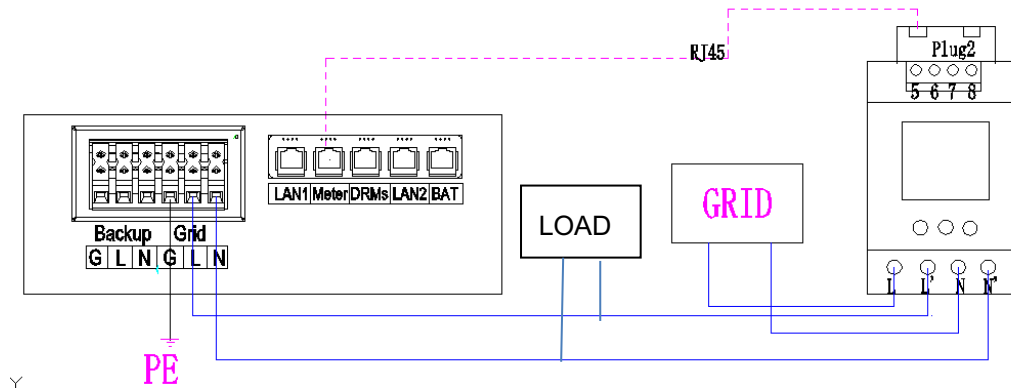 RJ45
Plug2
5 6 7 8
LAN1 Meter DRMs LAN2 BAT
Backup Grid
G L N G L N
LOAD
GRID
L L' N N'
PE
Y